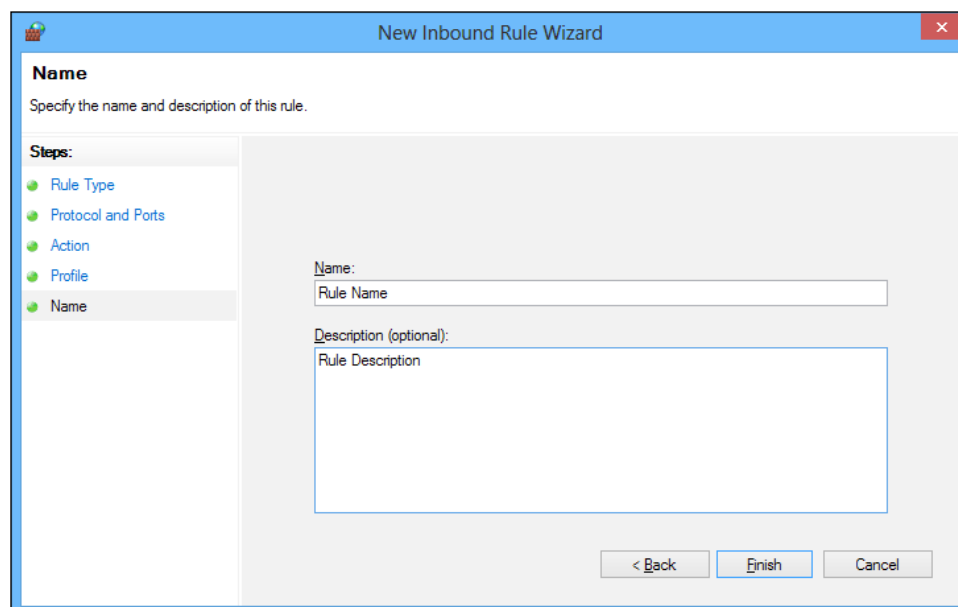 New Inbound Rule Wizard
Name
Specify the name and description of this rule.
Steps:
Rule Type
Protocol and Ports
Action
Profile
Name
Name:
Rule Name
Description (optional):
Rule Description
< Back
Finish
Cancel